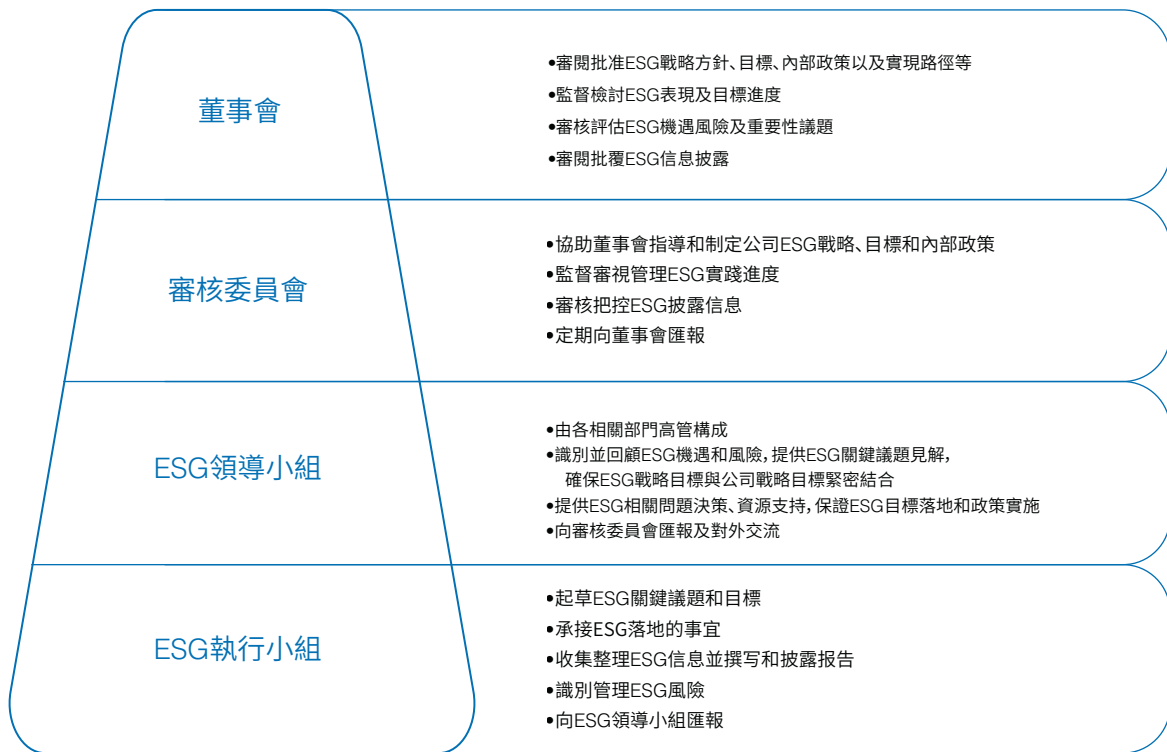 董事會
•審閱批准ESG戰略方針、目標、內部政策以及實現路徑等
•監督檢討ESG表現及目標進度
•審核評估ESG機遇風險及重要性議題
•審閱批覆ESG信息披露
審核委員會
•協助董事會指導和制定公司ESG戰略、目標和內部政策
•監督審視管理ESG實踐進度
•審核把控ESG披露信息
•定期向董事會匯報
ESG領導小組
•由各相關部門高管構成
•識別並回顧ESG機遇和風險，提供ESG關鍵議題見解，
確保ESG戰略目標與公司戰略目標緊密結合
•提供ESG相關問題決策、資源支持，保證ESG目標落地和政策實施
•向審核委員會匯報及對外交流
ESG執行小組
•起草ESG關鍵議題和目標
•承接ESG落地的事宜
•收集整理ESG信息並撰写和披露报告
•識別管理ESG風險
•向ESG領導小組匯報